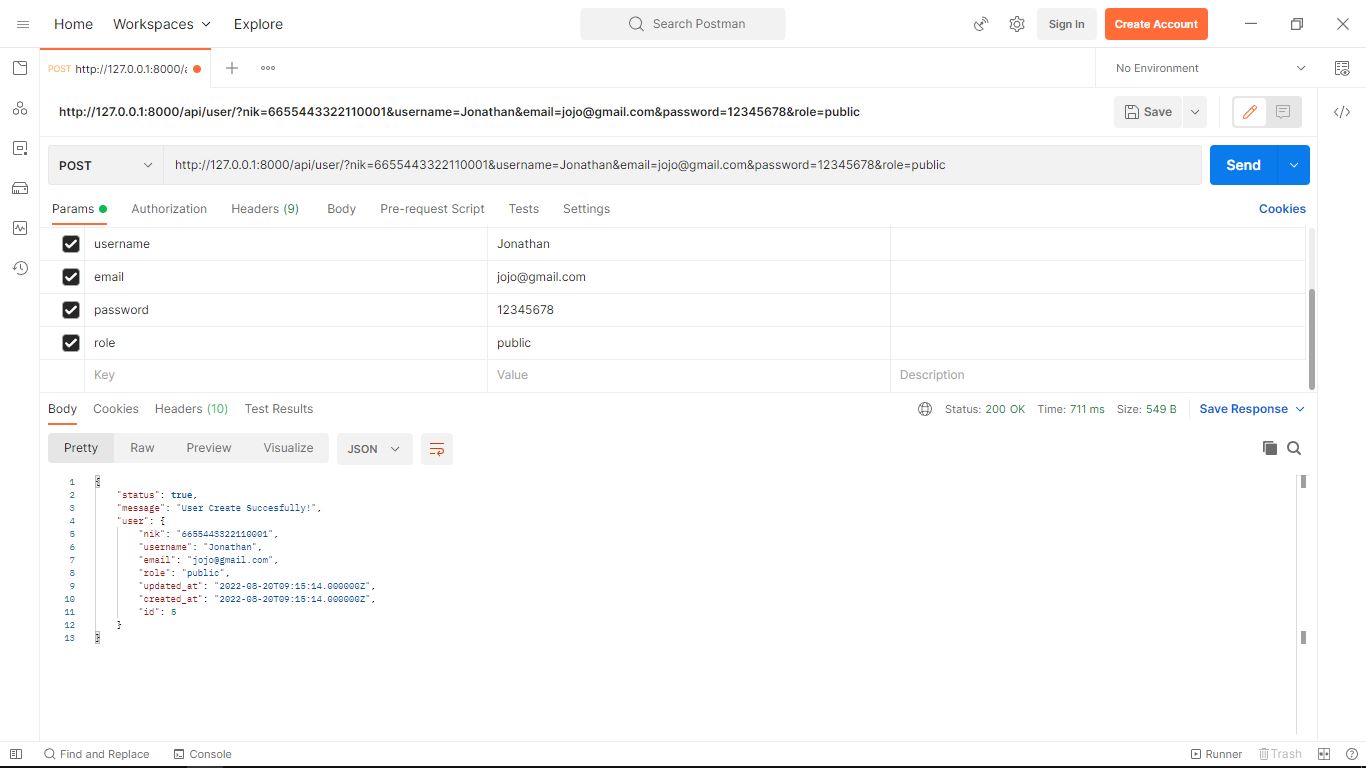 Home Workspaces Explore Search Postman Sign In Create Account
POST http://127.0.0.1:8000/a No Environment
http://127.0.0.1:8000/api/user/?nik=6655443322110001&username=Jonathan&email=jojo@gmail.com&password=12345678&role=public Save
POST http://127.0.0.1:8000/api/user/?nik=6655443322110001&username=Jonathan&email=jojo@gmail.com&password=12345678&role=public Send
Params Authorization Headers (9) Body Pre-request Script Tests Settings Cookies
username Jonathan
email jojo@gmail.com
password 12345678
role public
Key Value Description
Body Cookies Headers (10) Test Results Status: 200 OK Time: 711 ms Size: 549 B Save Response
Pretty Raw Preview Visualize JSON
1 {
2 "status": true,
3 "message": "User Create Succesfully!",
4 "user": {
5 "nik": "6655443322110001",
6 "username": "Jonathan",
7 "email": "jojo@gmail.com",
8 "role": "public",
9 "updated_at": "2022-08-20T09:15:14.000000Z",
10 "created_at": "2022-08-20T09:15:14.000000Z",
11 "id": 5
12 }
13 }
Find and Replace Console Runner Trash